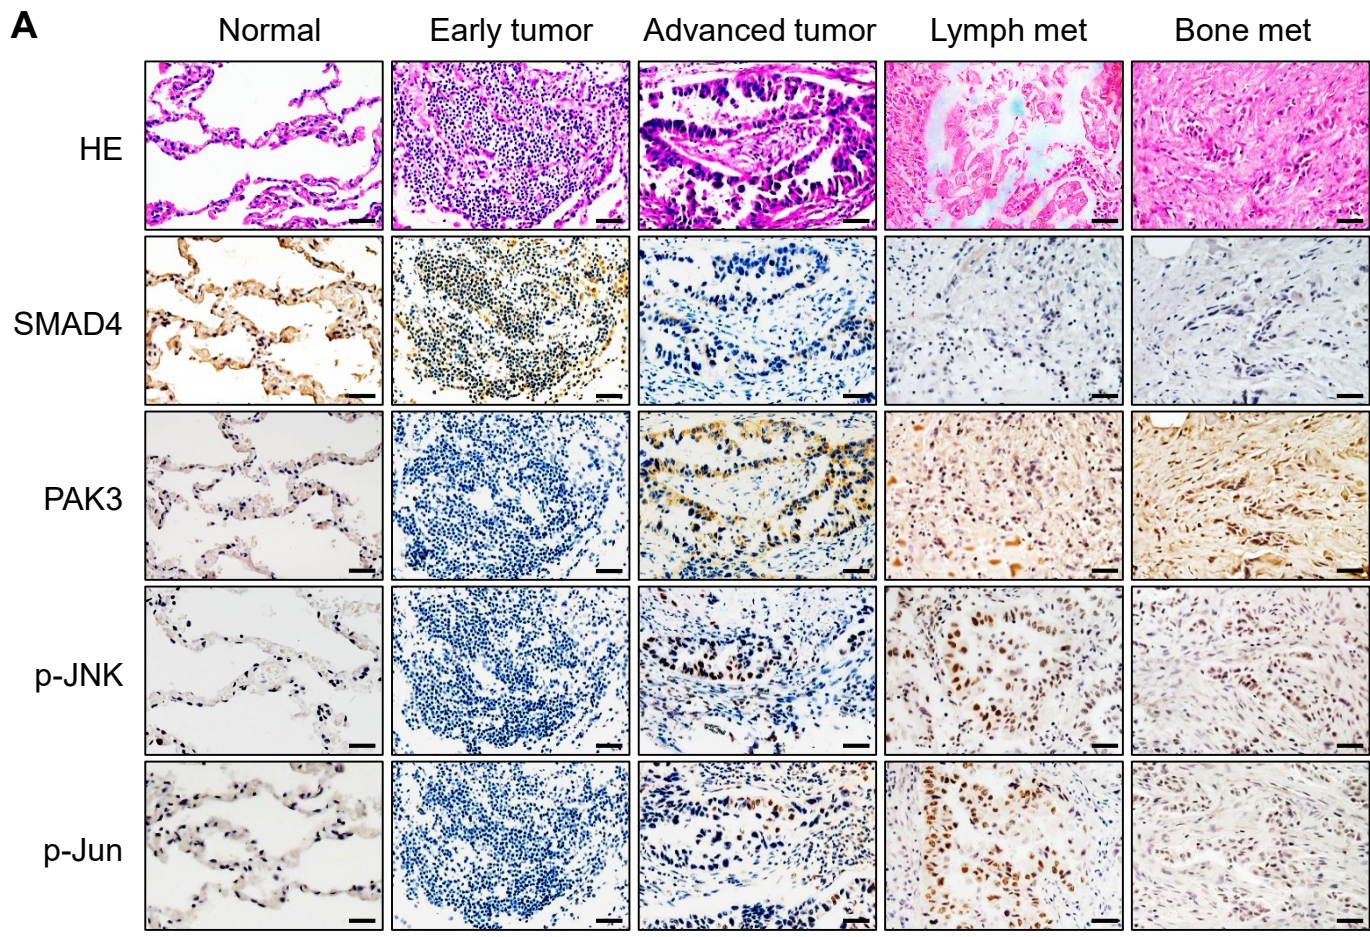 A
Normal Early tumor Advanced tumor Lymph met Bone met
HE
SMAD4
PAK3
p-JNK
p-Jun